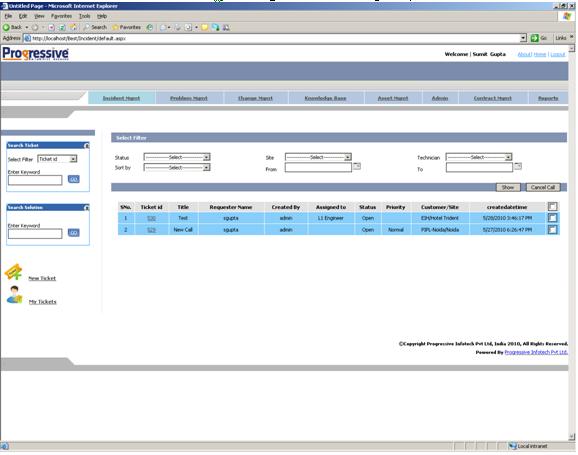 Untitled Page - Microsoft Internet Explorer
File Edit View Favorites Tools Help
Back Search Favorites
Address http://localhost/Best/Incident/default.aspx Go Links
Progressive
Welcome | Sumit Gupta About | Home | Logout
Incident Mgmt Problem Mgmt Change Mgmt Knowledge Base Asset Mgmt Admin Contract Mgmt Reports
Search Ticket
Select Filter Ticket id
Enter Keyword
GO
Search Solution
Enter Keyword
GO
New Ticket
My Tickets
Select Filter
Status ---------Select--------- Site ---------Select--------- Technician ---------Select---------
Sort by ---------Select--------- From To
Show Cancel Call
SNo. Ticket id Title Requester Name Created By Assigned to Status Priority Customer/Site createdatetime
1 530 Test sgupta admin L1 Engineer Open EIH/Hotel Trident 5/28/2010 3:46:17 PM
2 529 New Call sgupta admin Open Normal PIPL-Noida/Noida 5/27/2010 6:26:47 PM
©Copyright Progressive Infotech Pvt Ltd, India 2010, All Rights Reserved.
Powered By Progressive Infotech Pvt Ltd.
Local intranet